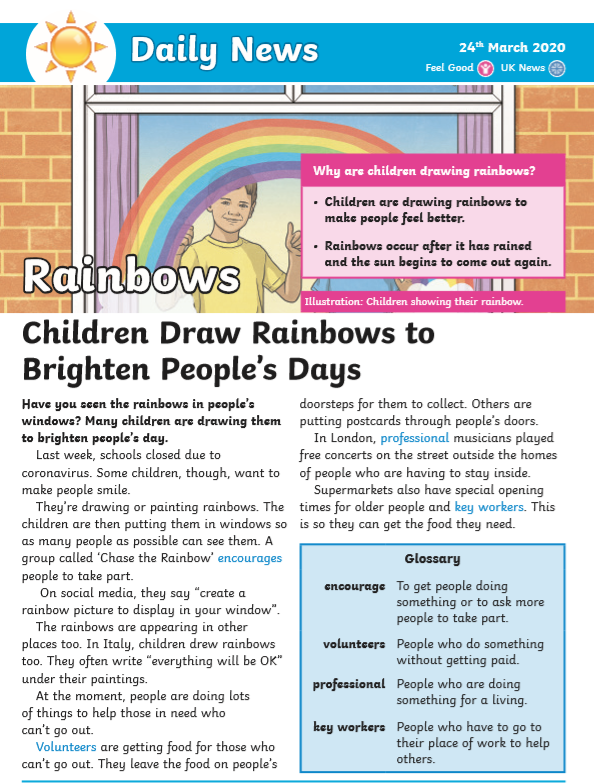 Daily News
24th March 2020
Feel Good UK News
Why are children drawing rainbows?
• Children are drawing rainbows to
make people feel better.
• Rainbows occur after it has rained
and the sun begins to come out again.
Rainbows
Illustration: Children showing their rainbow.
Children Draw Rainbows to
Brighten People's Days
Have you seen the rainbows in people's
windows? Many children are drawing them
to brighten people's day.
Last week, schools closed due to
coronavirus. Some children, though, want to
make people smile.
They're drawing or painting rainbows. The
children are then putting them in windows so
as many people as possible can see them. A
group called 'Chase the Rainbow' encourages
people to take part.
On social media, they say "create a
rainbow picture to display in your window".
The rainbows are appearing in other
places too. In Italy, children drew rainbows
too. They often write "everything will be OK"
under their paintings.
At the moment, people are doing lots
of things to help those in need who
can't go out.
Volunteers are getting food for those who
can't go out. They leave the food on people's
doorsteps for them to collect. Others are
putting postcards through people's doors.
In London, professional musicians played
free concerts on the street outside the homes
of people who are having to stay inside.
Supermarkets also have special opening
times for older people and key workers. This
is so they can get the food they need.
Glossary
encourage To get people doing
something or to ask more
people to take part.
volunteers People who do something
without getting paid.
professional People who are doing
something for a living.
key workers People who have to go to
their place of work to help
others.